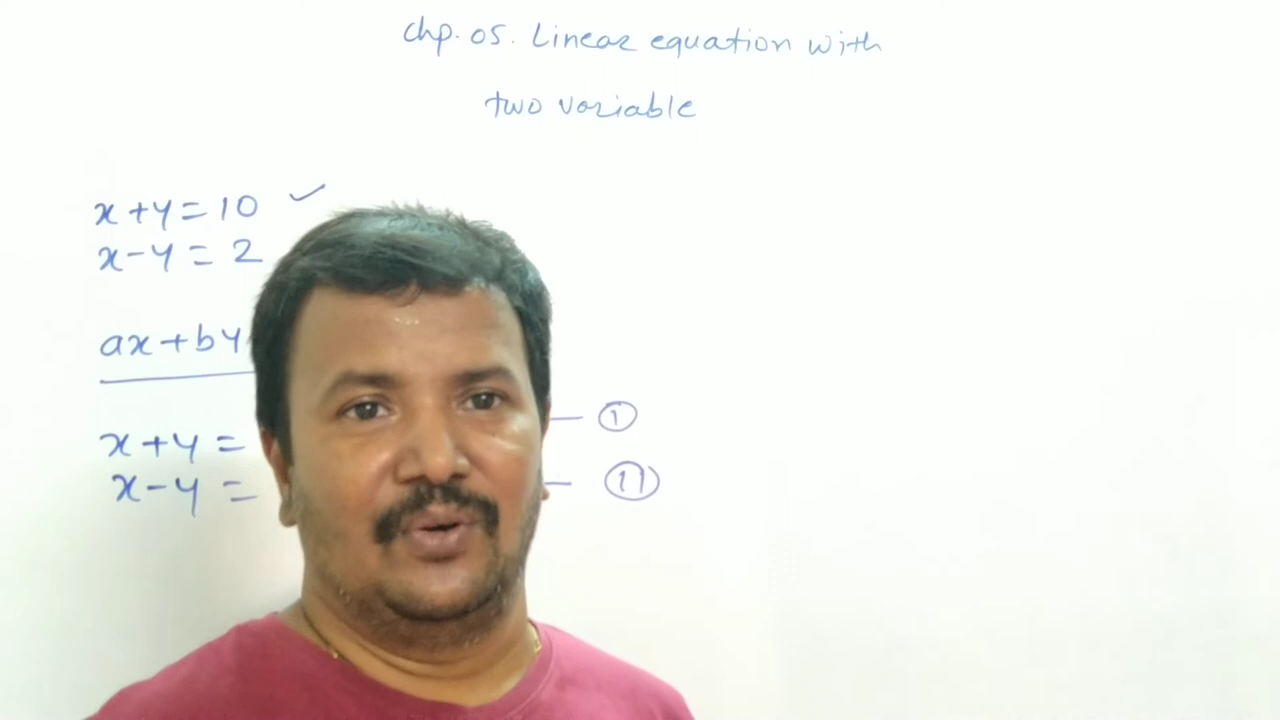 chp. 05. Linear equation with
two variable
x + y = 10 ✓
x - y = 2
ax + by
x + y = — ①
x - y = — ⑪